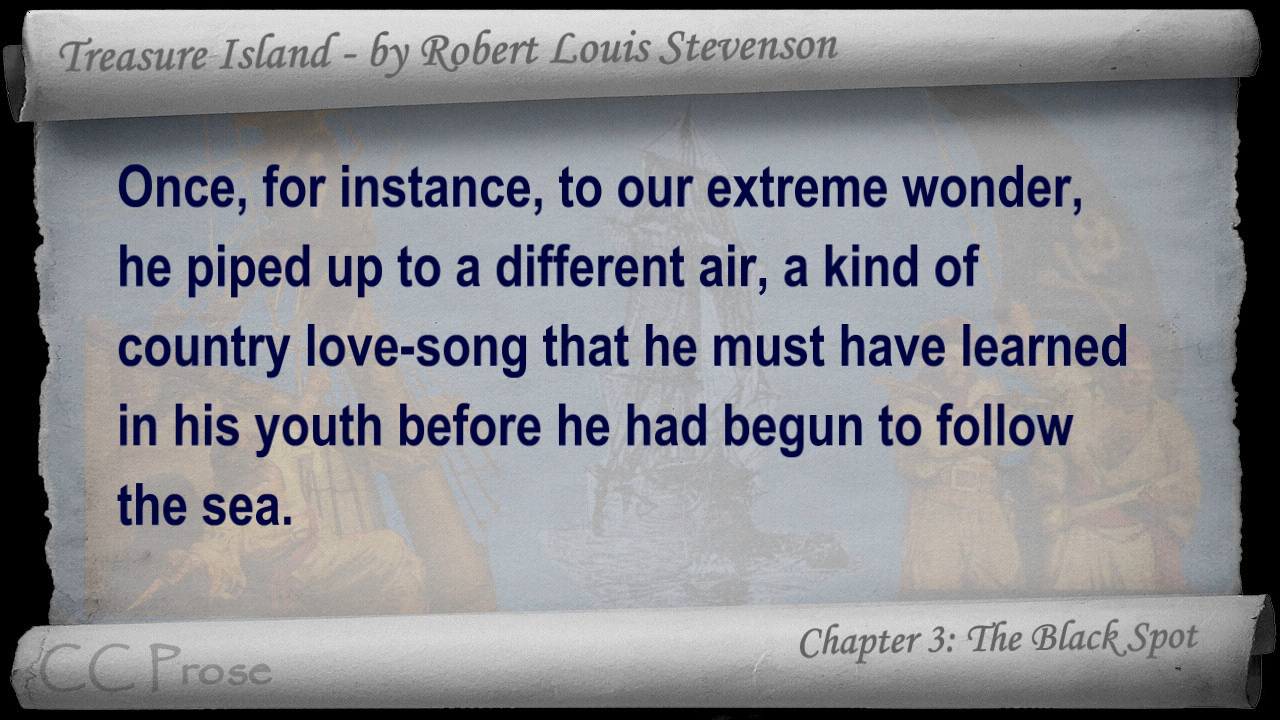 Treasure Island - by Robert Louis Stevenson
Once, for instance, to our extreme wonder,
he piped up to a different air, a kind of
country love-song that he must have learned
in his youth before he had begun to follow
the sea.
Chapter 3: The Black Spot
CC Prose